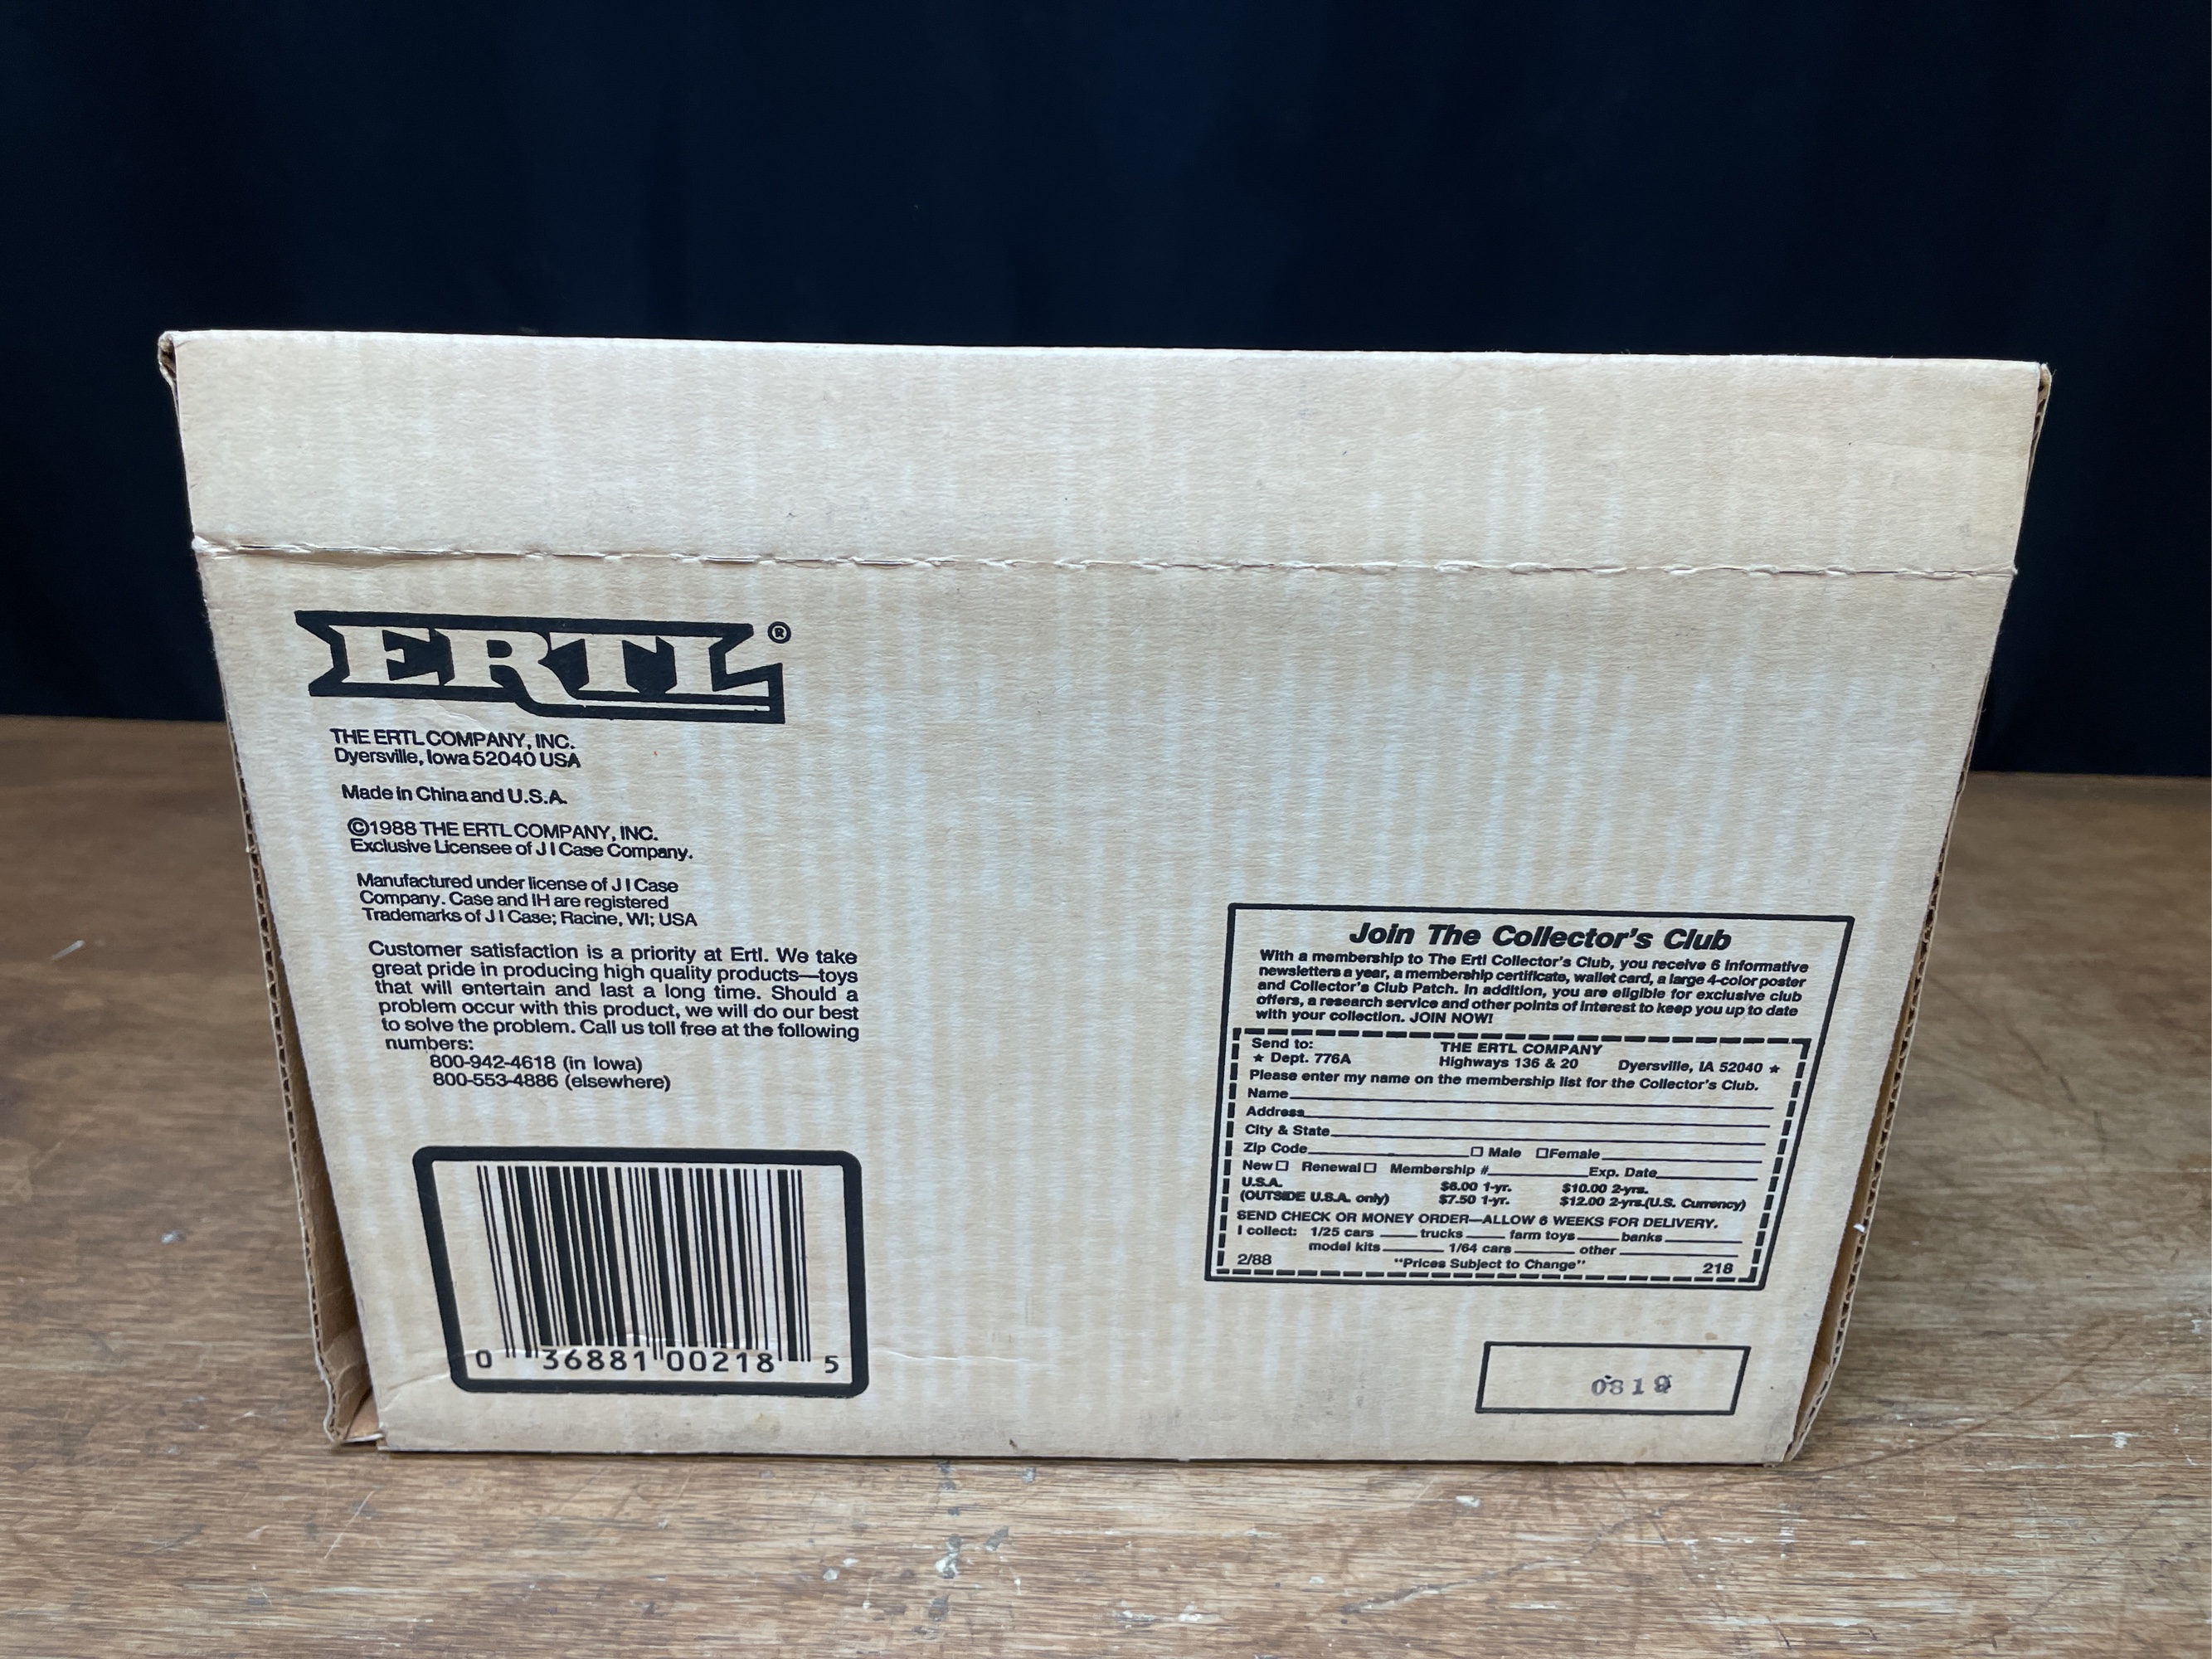 ERTL®
THE ERTL COMPANY, INC.
Dyersville, Iowa 52040 USA
Made in China and U.S.A.
©1988 THE ERTL COMPANY, INC.
Exclusive Licensee of J I Case Company.
Manufactured under license of J I Case
Company. Case and IH are registered
Trademarks of J I Case; Racine, WI; USA
Customer satisfaction is a priority at Ertl. We take
great pride in producing high quality products—toys
that will entertain and last a long time. Should a
problem occur with this product, we will do our best
to solve the problem. Call us toll free at the following
numbers:
800-942-4618 (in Iowa)
800-553-4886 (elsewhere)
0 36881 00218 5
Join The Collector's Club
With a membership to The Ertl Collector's Club, you receive 6 informative
newsletters a year, a membership certificate, wallet card, a large 4-color poster
and Collector's Club Patch. In addition, you are eligible for exclusive club
offers, a research service and other points of interest to keep you up to date
with your collection. JOIN NOW!
Send to: THE ERTL COMPANY
★ Dept. 776A Highways 136 & 20 Dyersville, IA 52040 ★
Please enter my name on the membership list for the Collector's Club.
Name
Address
City & State
Zip Code ☐ Male ☐ Female
New ☐ Renewal ☐ Membership # Exp. Date
U.S.A. $6.00 1-yr. $10.00 2-yrs.
(OUTSIDE U.S.A. only) $7.50 1-yr. $12.00 2-yrs.(U.S. Currency)
SEND CHECK OR MONEY ORDER—ALLOW 6 WEEKS FOR DELIVERY.
I collect: 1/25 cars trucks farm toys banks
model kits 1/64 cars other
2/88 "Prices Subject to Change" 218